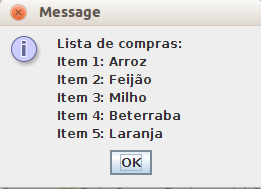 Message
Lista de compras:
Item 1: Arroz
Item 2: Feijão
Item 3: Milho
Item 4: Beterraba
Item 5: Laranja
OK